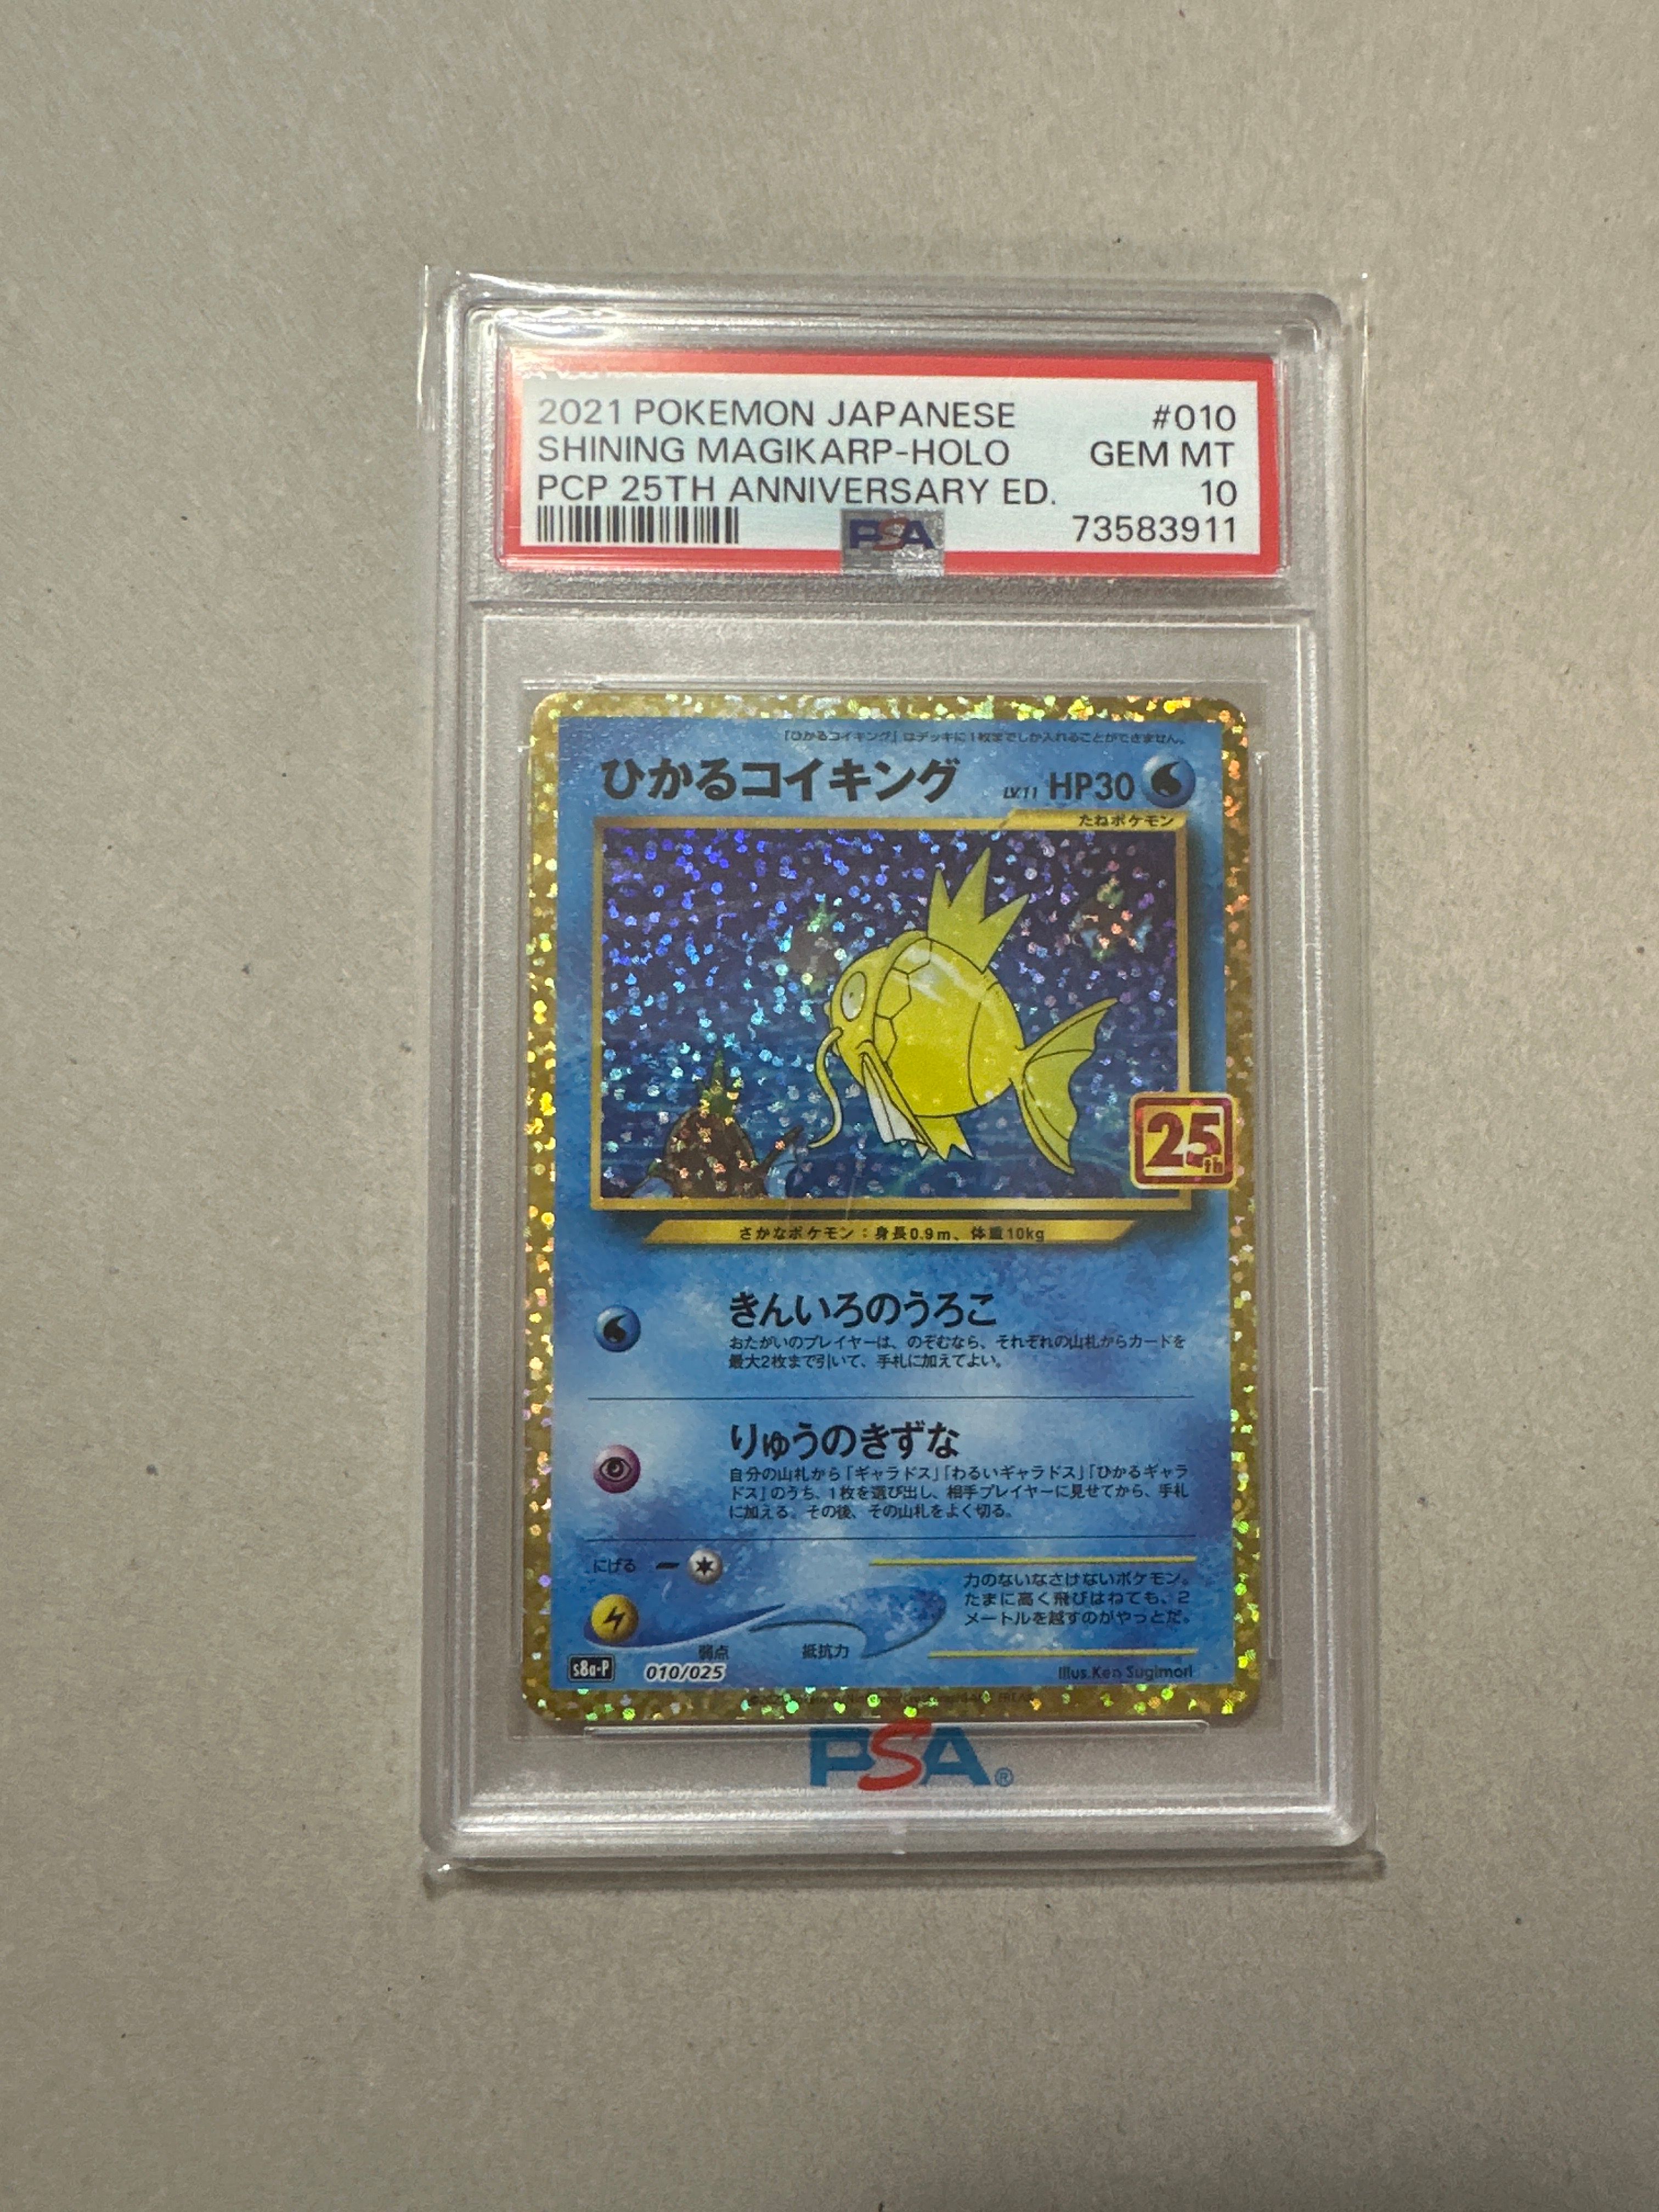 2021 POKEMON JAPANESE #010
SHINING MAGIKARP-HOLO GEM MT
PCP 25TH ANNIVERSARY ED. 10
PSA 73583911
「ひかるコイキング」はデッキに1枚までしか入れることができません。
ひかるコイキング LV.11 HP30
たねポケモン
25th
さかなポケモン：身長0.9m、体重10kg
きんいろのうろこ
おたがいのプレイヤーは、のぞむなら、それぞれの山札からカードを
最大2枚まで引いて、手札に加えてよい。
りゅうのきずな
自分の山札から「ギャラドス」「わるいギャラドス」「ひかるギャラ
ドス」のうち、1枚を選び出し、相手プレイヤーに見せてから、手札
に加える。その後、その山札をよく切る。
にげる
力のないなさけないポケモン。
たまに高く飛びはねても、2
メートルを越すのがやっとだ。
弱点 抵抗力
s8a-P 010/025 Illus.Ken Sugimori
PSA®